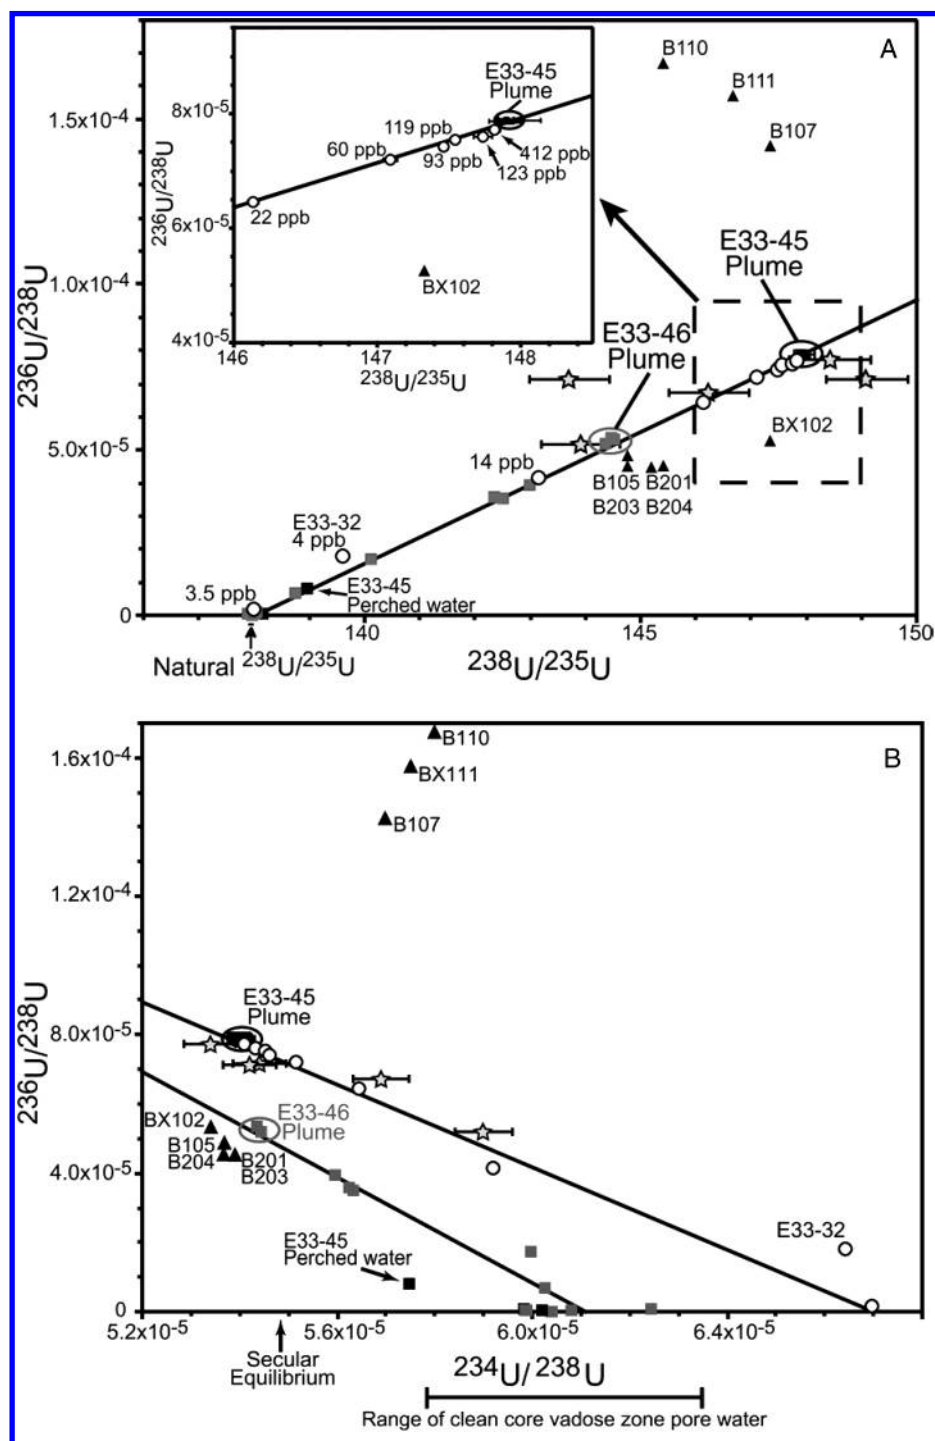 A
B110
B111
B107
E33-45
Plume
8x10⁻⁵
119 ppb
60 ppb
93 ppb
412 ppb
123 ppb
22 ppb
6x10⁻⁵
BX102
4x10⁻⁵
146
147
148
²³⁶U/²³⁸U
²³⁸U/²³⁵U
1.5x10⁻⁴
1.0x10⁻⁴
5.0x10⁻⁵
0
²³⁶U/²³⁸U
E33-45
Plume
E33-46
Plume
BX102
14 ppb
B105
B201
B203
B204
E33-32
4 ppb
3.5 ppb
E33-45
Perched water
140
145
150
Natural ²³⁸U/²³⁵U
²³⁸U/²³⁵U
B
B110
BX111
B107
1.6x10⁻⁴
1.2x10⁻⁴
8.0x10⁻⁵
4.0x10⁻⁵
0
²³⁶U/²³⁸U
E33-45
Plume
E33-46
Plume
BX102
B105
B204
B201
B203
E33-45
Perched water
E33-32
5.2x10⁻⁵
5.6x10⁻⁵
6.0x10⁻⁵
6.4x10⁻⁵
Secular
Equilibrium
²³⁴U/²³⁸U
Range of clean core vadose zone pore water